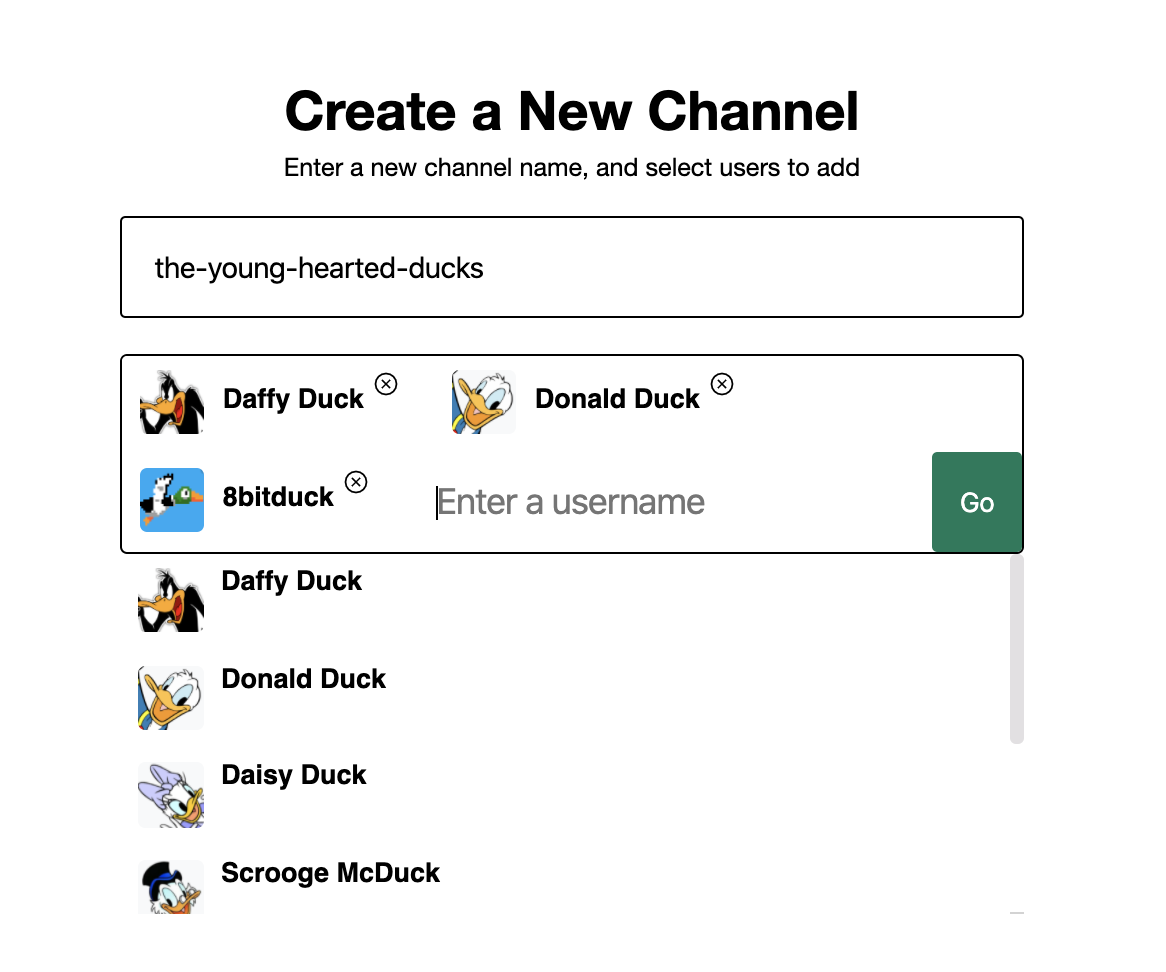 Create a New Channel
Enter a new channel name, and select users to add
the-young-hearted-ducks
Daffy Duck
Donald Duck
8bitduck
Enter a username
Go
Daffy Duck
Donald Duck
Daisy Duck
Scrooge McDuck